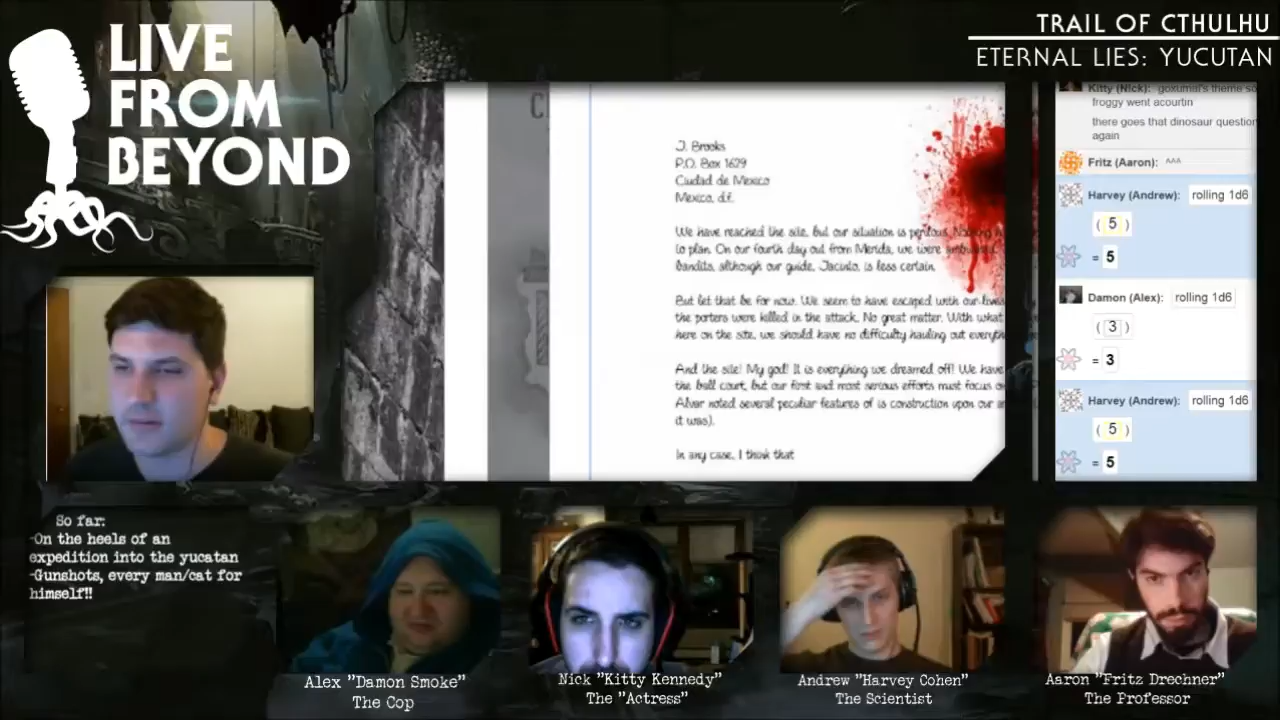 LIVE
FROM
BEYOND
TRAIL OF CTHULHU
ETERNAL LIES: YUCUTAN
J. Brooks
P.O. Box 1629
Ciudad de Mexico
Mexico, d.f.
We have reached the site, but our situation is perilous.
to plan. On our fourth day out from Merida, we were
bandits, although our guide, Jacinto, is less certain.
But let that be for now. We seem to have escaped with our lives
the porters were killed in the attack. No great matter. With what
here on the site, we should have no difficulty hauling out everyth
And the site! My god! It is everything we dreamed of! We have
the ball court, but our first and most serious efforts must focus o
Alvar noted several peculiar features of is construction upon our ar
it was).
In any case, I think that
Kitty (Nick): goxumal's theme so
froggy went acourtin
there goes that dinosaur question
again
Fritz (Aaron): ^^^
Harvey (Andrew): rolling 1d6
( 5 )
= 5
Damon (Alex): rolling 1d6
( 3 )
= 3
Harvey (Andrew): rolling 1d6
( 5 )
= 5
So far:
-On the heels of an
expedition into the yucatan
-Gunshots, every man/cat for
himself!!
Alex "Damon Smoke"
The Cop
Nick "Kitty Kennedy"
The "Actress"
Andrew "Harvey Cohen"
The Scientist
Aaron "Fritz Drechner"
The Professor